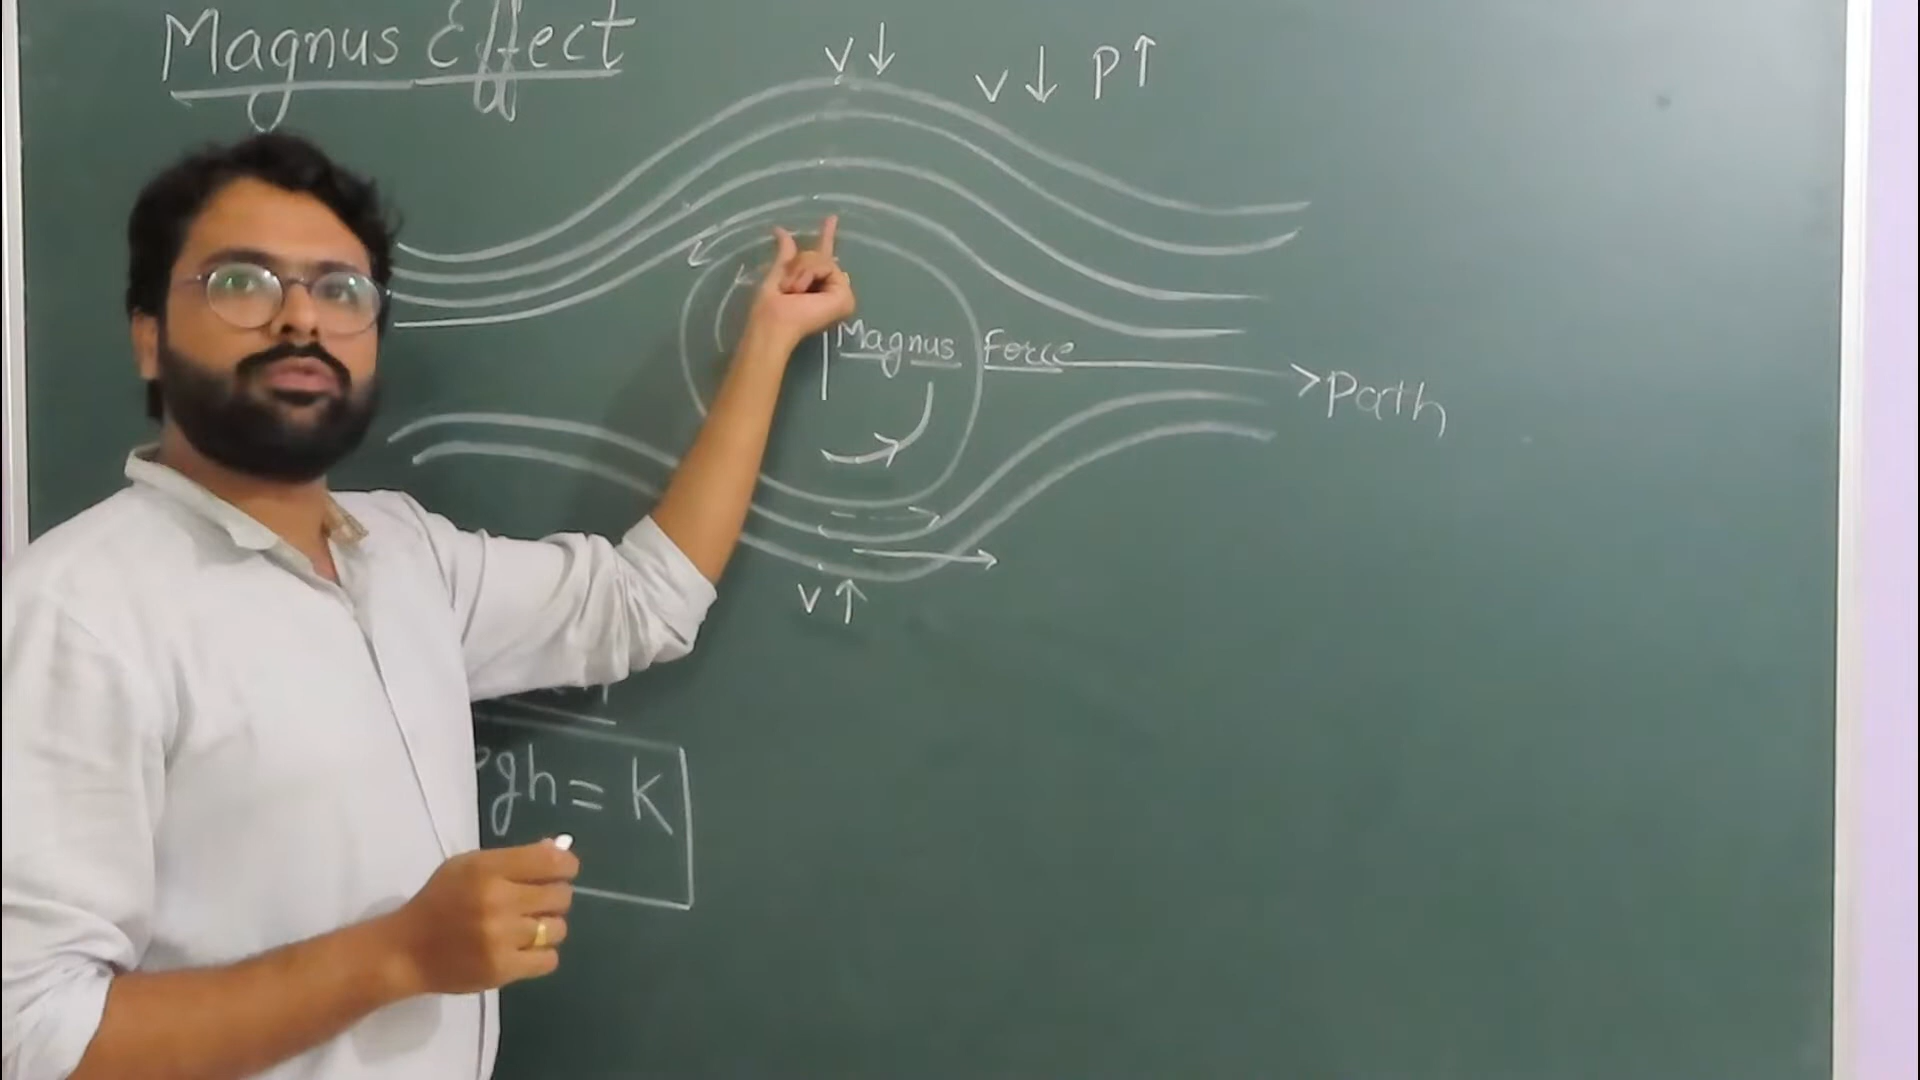 Magnus Effect
v↓
v↓ P↑
Magnus Force
Path
v↑
gh = K